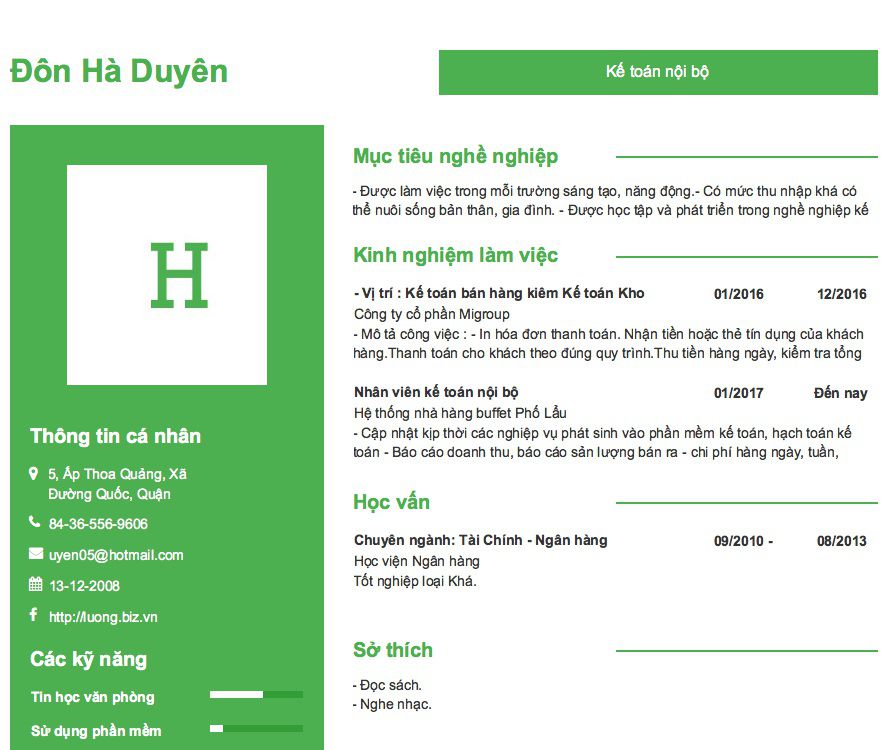 Đôn Hà Duyên
Kế toán nội bộ
H
Thông tin cá nhân
5, Ấp Thoa Quảng, Xã
Đường Quốc, Quận
84-36-556-9606
uyen05@hotmail.com
13-12-2008
http://luong.biz.vn
Các kỹ năng
Tin học văn phòng
Sử dụng phần mềm
Mục tiêu nghề nghiệp
- Được làm việc trong mỗi trường sáng tạo, năng động.- Có mức thu nhập khá có
thể nuôi sống bản thân, gia đình. - Được học tập và phát triển trong nghề nghiệp kế
Kinh nghiệm làm việc
- Vị trí : Kế toán bán hàng kiêm Kế toán Kho 01/2016 12/2016
Công ty cổ phần Migroup
- Mô tả công việc : - In hóa đơn thanh toán. Nhận tiền hoặc thẻ tín dụng của khách
hàng.Thanh toán cho khách theo đúng quy trình.Thu tiền hàng ngày, kiểm tra tổng
Nhân viên kế toán nội bộ 01/2017 Đến nay
Hệ thống nhà hàng buffet Phố Lẩu
- Cập nhật kịp thời các nghiệp vụ phát sinh vào phần mềm kế toán, hạch toán kế
toán - Báo cáo doanh thu, báo cáo sản lượng bán ra - chi phí hàng ngày, tuần,
Học vấn
Chuyên ngành: Tài Chính - Ngân hàng 09/2010 - 08/2013
Học viện Ngân hàng
Tốt nghiệp loại Khá.
Sở thích
- Đọc sách.
- Nghe nhạc.